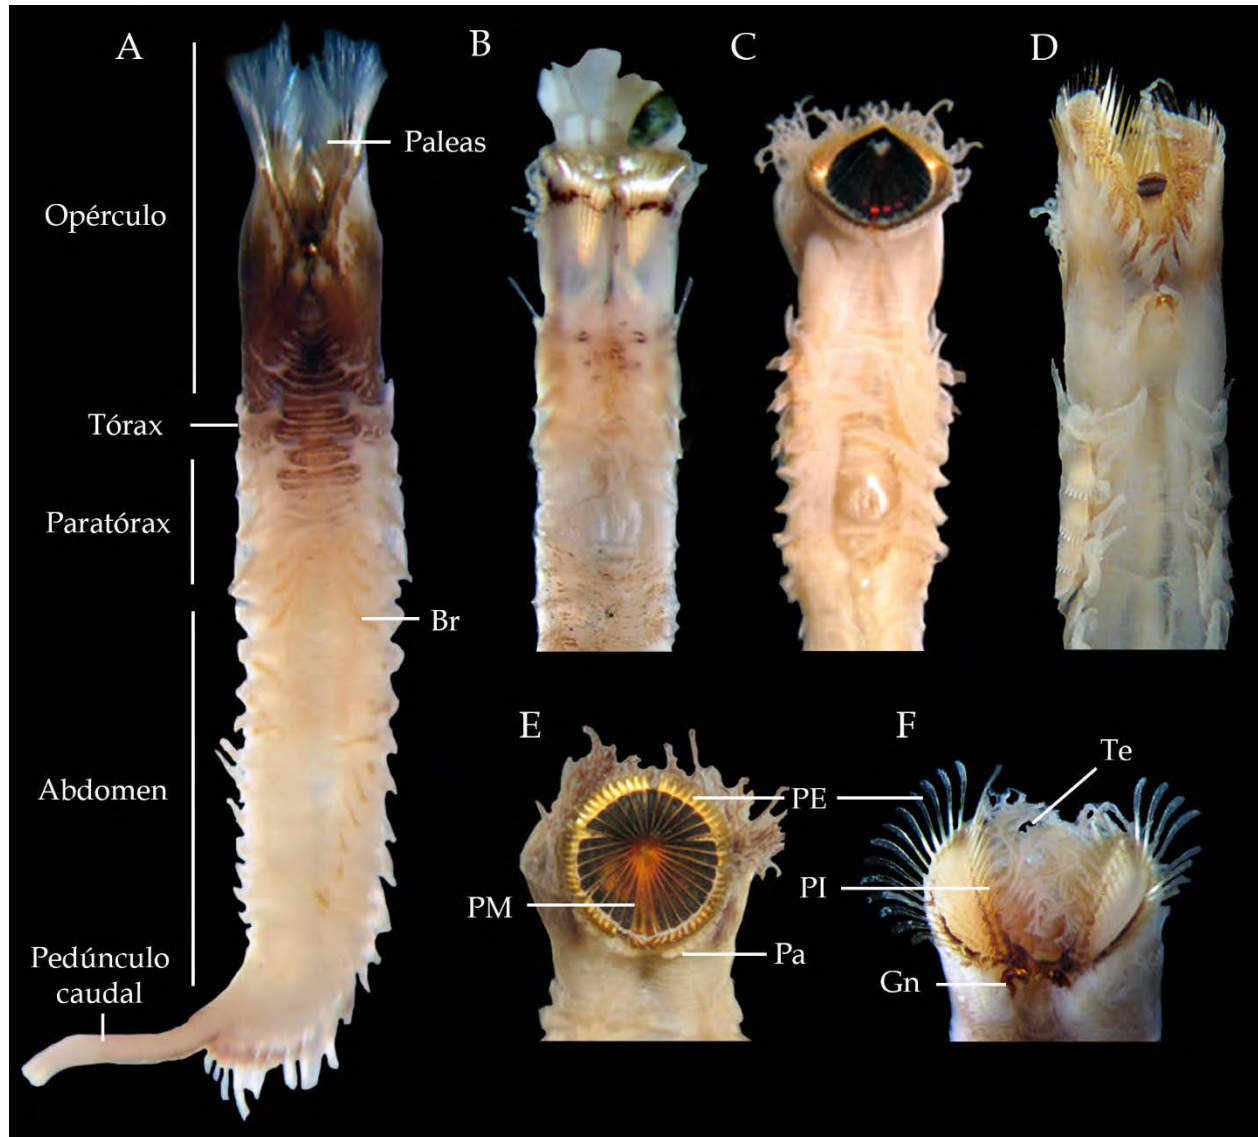 A
B
C
D
Paleas
Opérculo
Tórax
Paratórax
Br
Abdomen
E
F
Te
PE
PI
PM
Pa
Gn
Pedúnculo
caudal